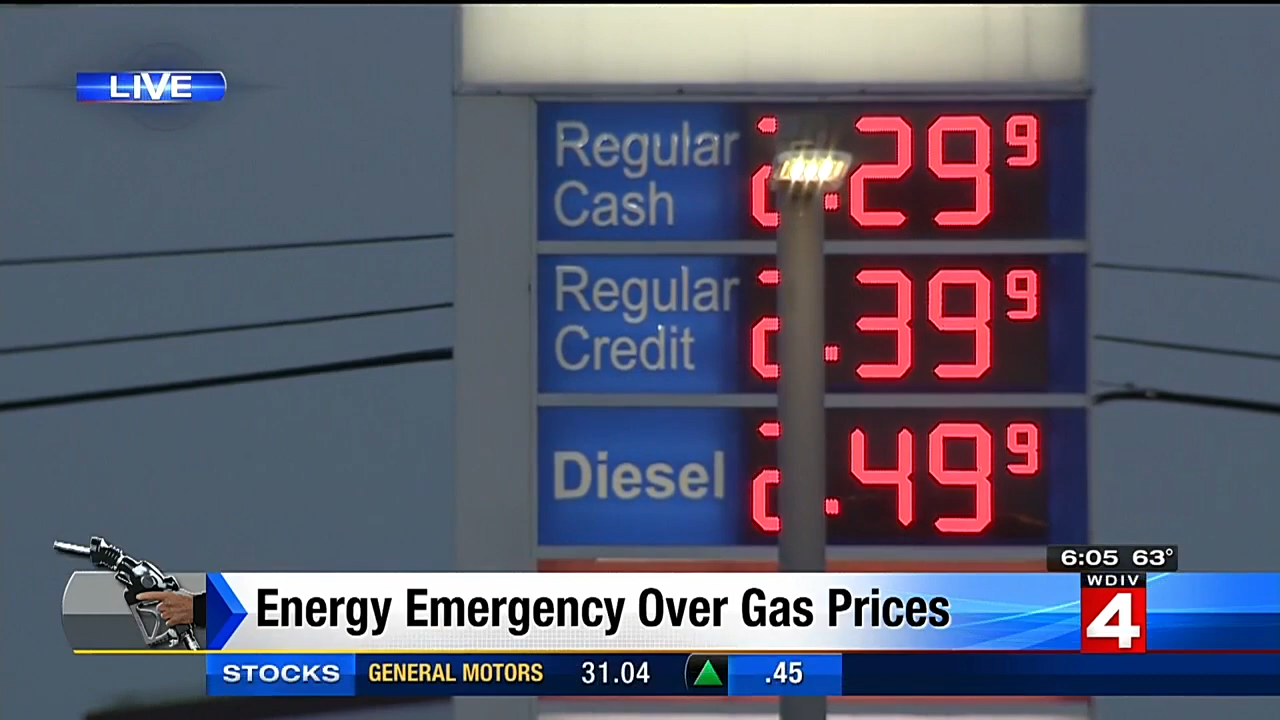 LIVE
Regular
Cash
.29 9
Regular
Credit
.39 9
Diesel
.49 9
6:05 63°
WDIV
4
Energy Emergency Over Gas Prices
STOCKS GENERAL MOTORS 31.04 .45